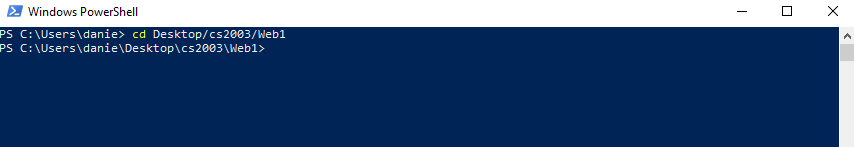 Windows PowerShell
PS C:\Users\danie> cd Desktop/cs2003/Web1
PS C:\Users\danie\Desktop\cs2003\Web1>